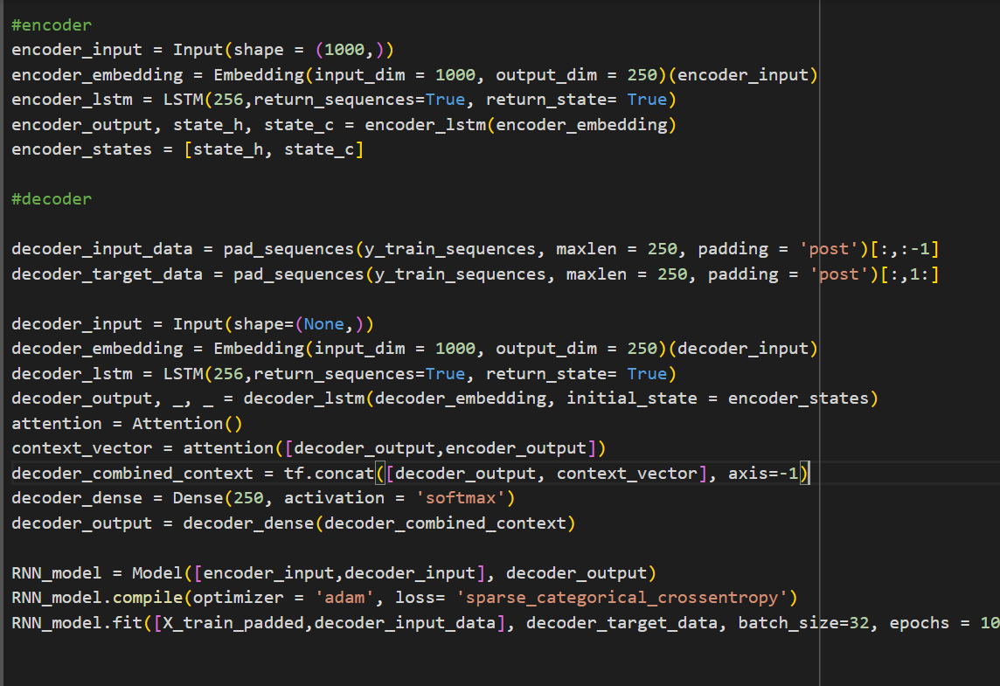 #encoder
encoder_input = Input(shape = (1000,))
encoder_embedding = Embedding(input_dim = 1000, output_dim = 250)(encoder_input)
encoder_lstm = LSTM(256,return_sequences=True, return_state= True)
encoder_output, state_h, state_c = encoder_lstm(encoder_embedding)
encoder_states = [state_h, state_c]
#decoder
decoder_input_data = pad_sequences(y_train_sequences, maxlen = 250, padding = 'post')[:,:-1]
decoder_target_data = pad_sequences(y_train_sequences, maxlen = 250, padding = 'post')[:,1:]
decoder_input = Input(shape=(None,))
decoder_embedding = Embedding(input_dim = 1000, output_dim = 250)(decoder_input)
decoder_lstm = LSTM(256,return_sequences=True, return_state= True)
decoder_output, _, _ = decoder_lstm(decoder_embedding, initial_state = encoder_states)
attention = Attention()
context_vector = attention([decoder_output,encoder_output])
decoder_combined_context = tf.concat([decoder_output, context_vector], axis=-1)
decoder_dense = Dense(250, activation = 'softmax')
decoder_output = decoder_dense(decoder_combined_context)
RNN_model = Model([encoder_input,decoder_input], decoder_output)
RNN_model.compile(optimizer = 'adam', loss= 'sparse_categorical_crossentropy')
RNN_model.fit([X_train_padded,decoder_input_data], decoder_target_data, batch_size=32, epochs = 10